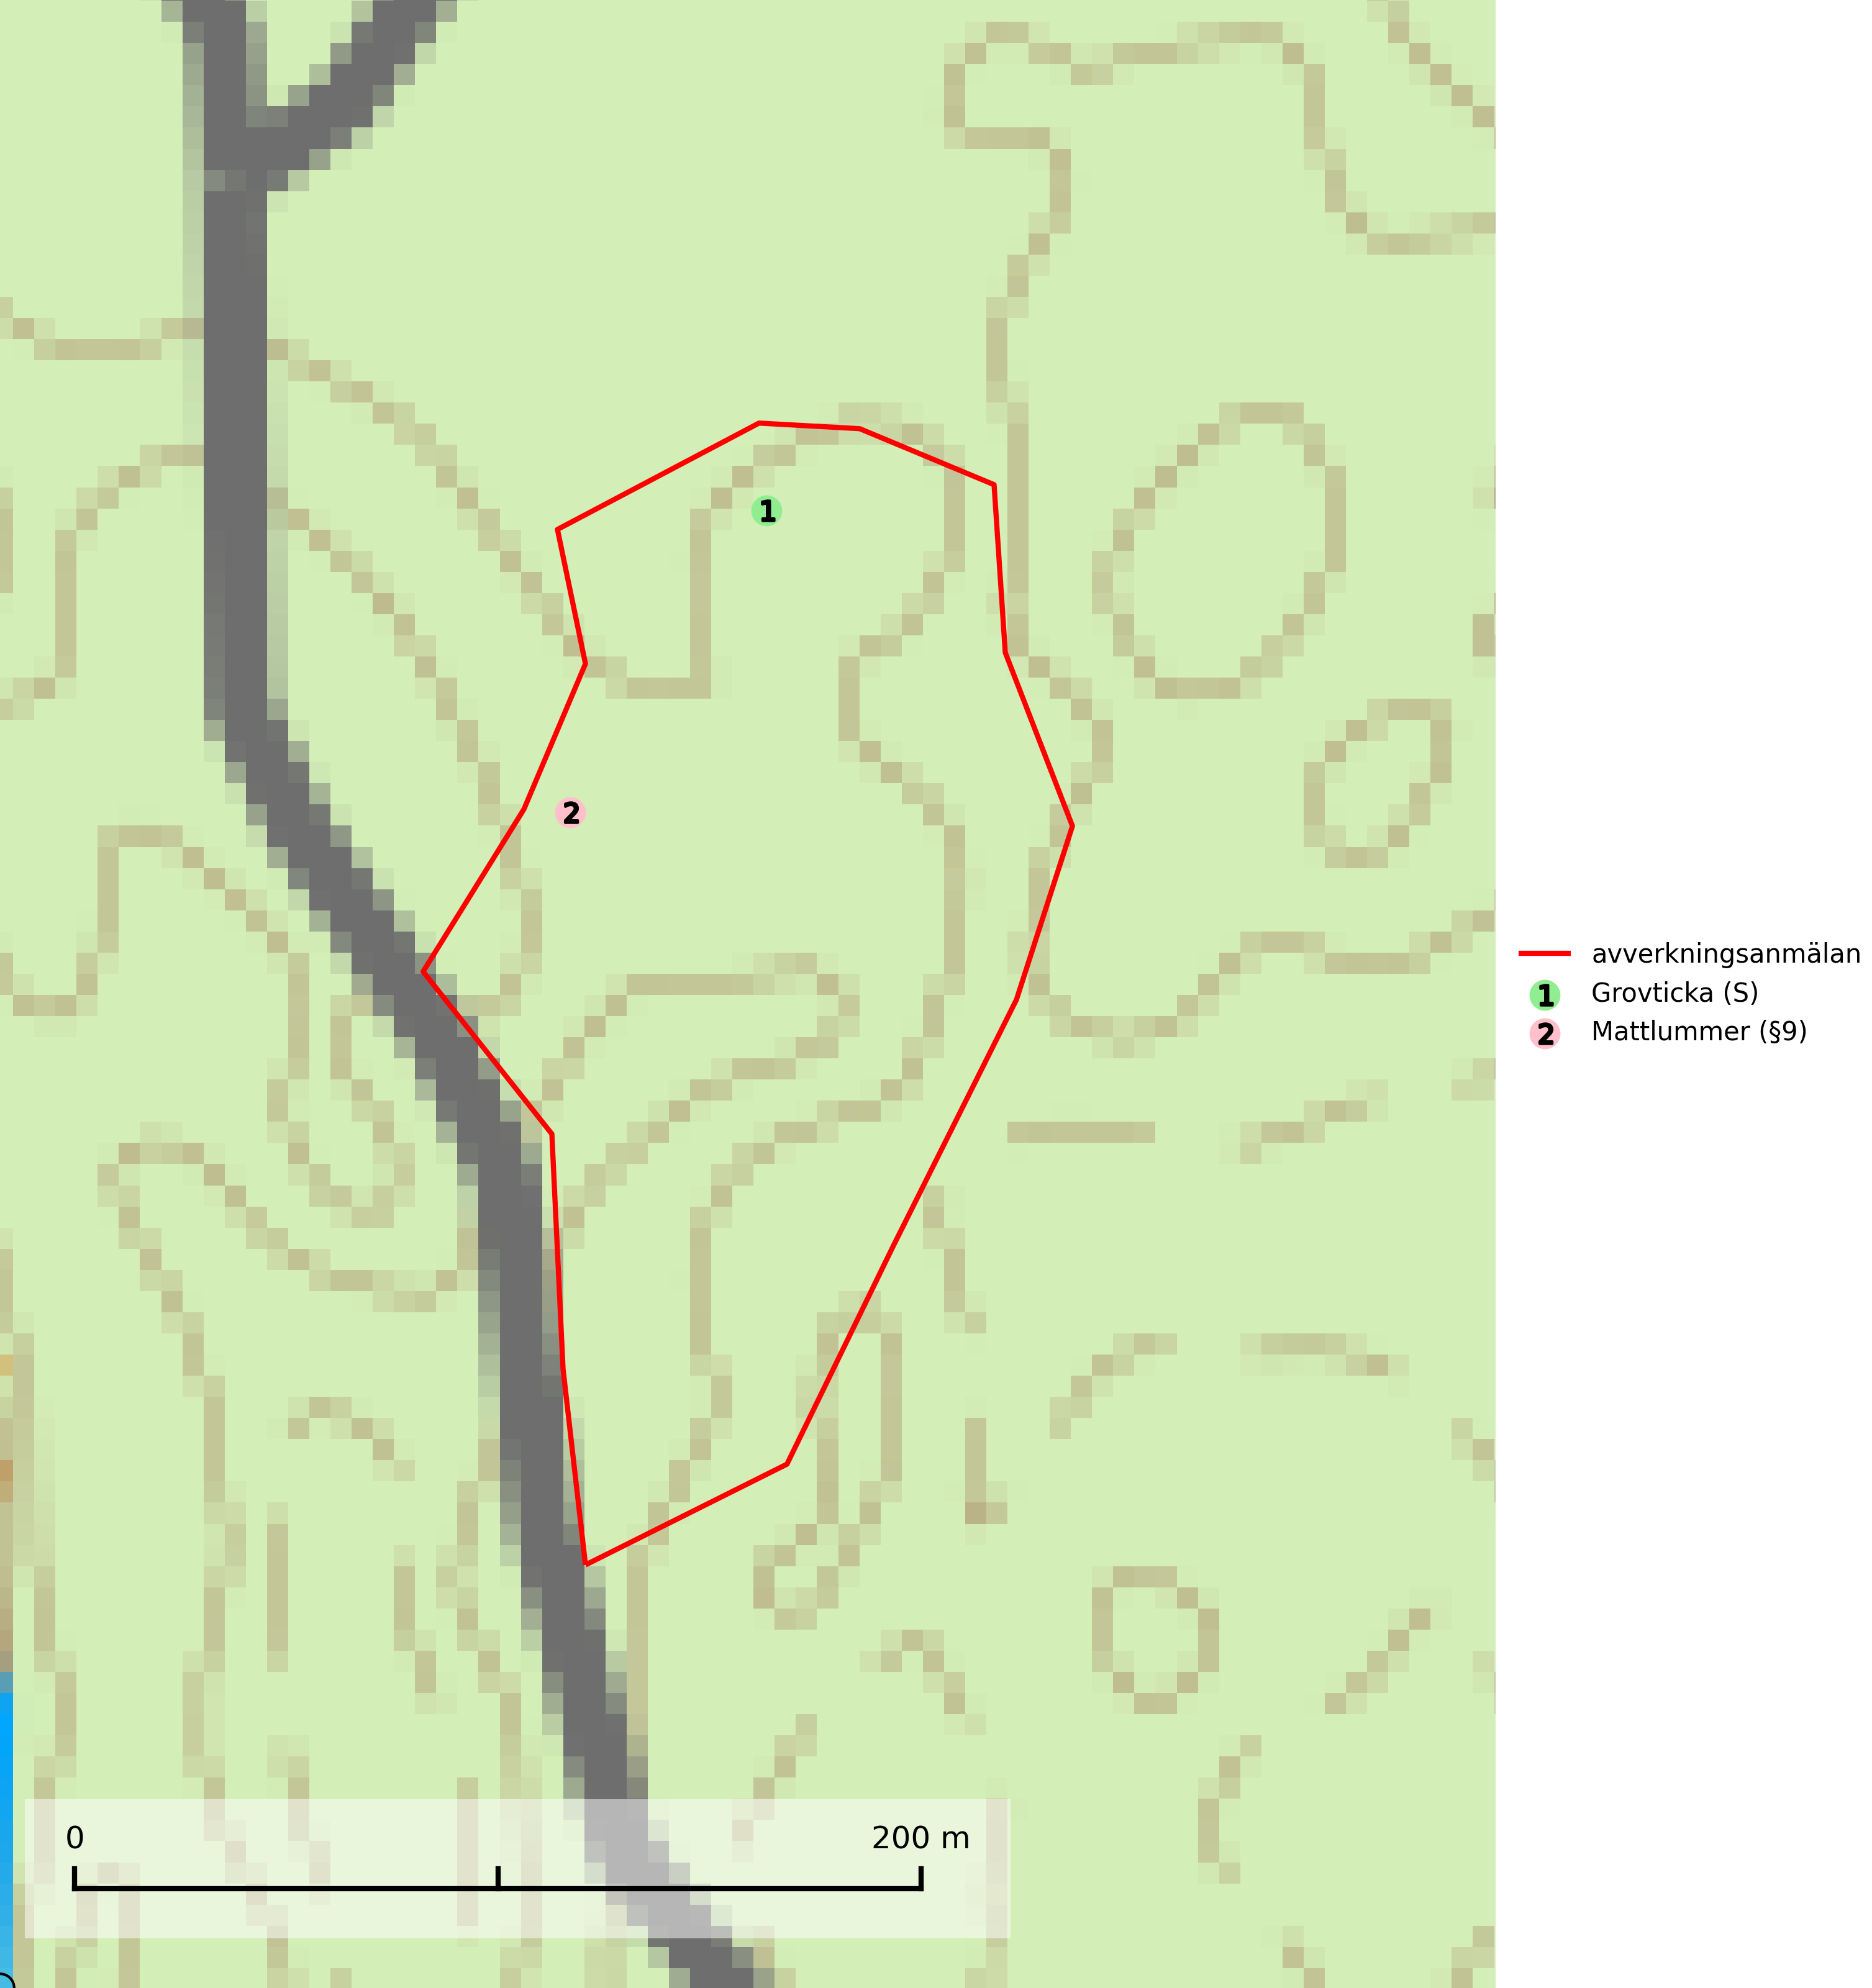 1
2
avverkningsanmälan
1 Grovticka (S)
2 Mattlummer (§9)
0 200 m